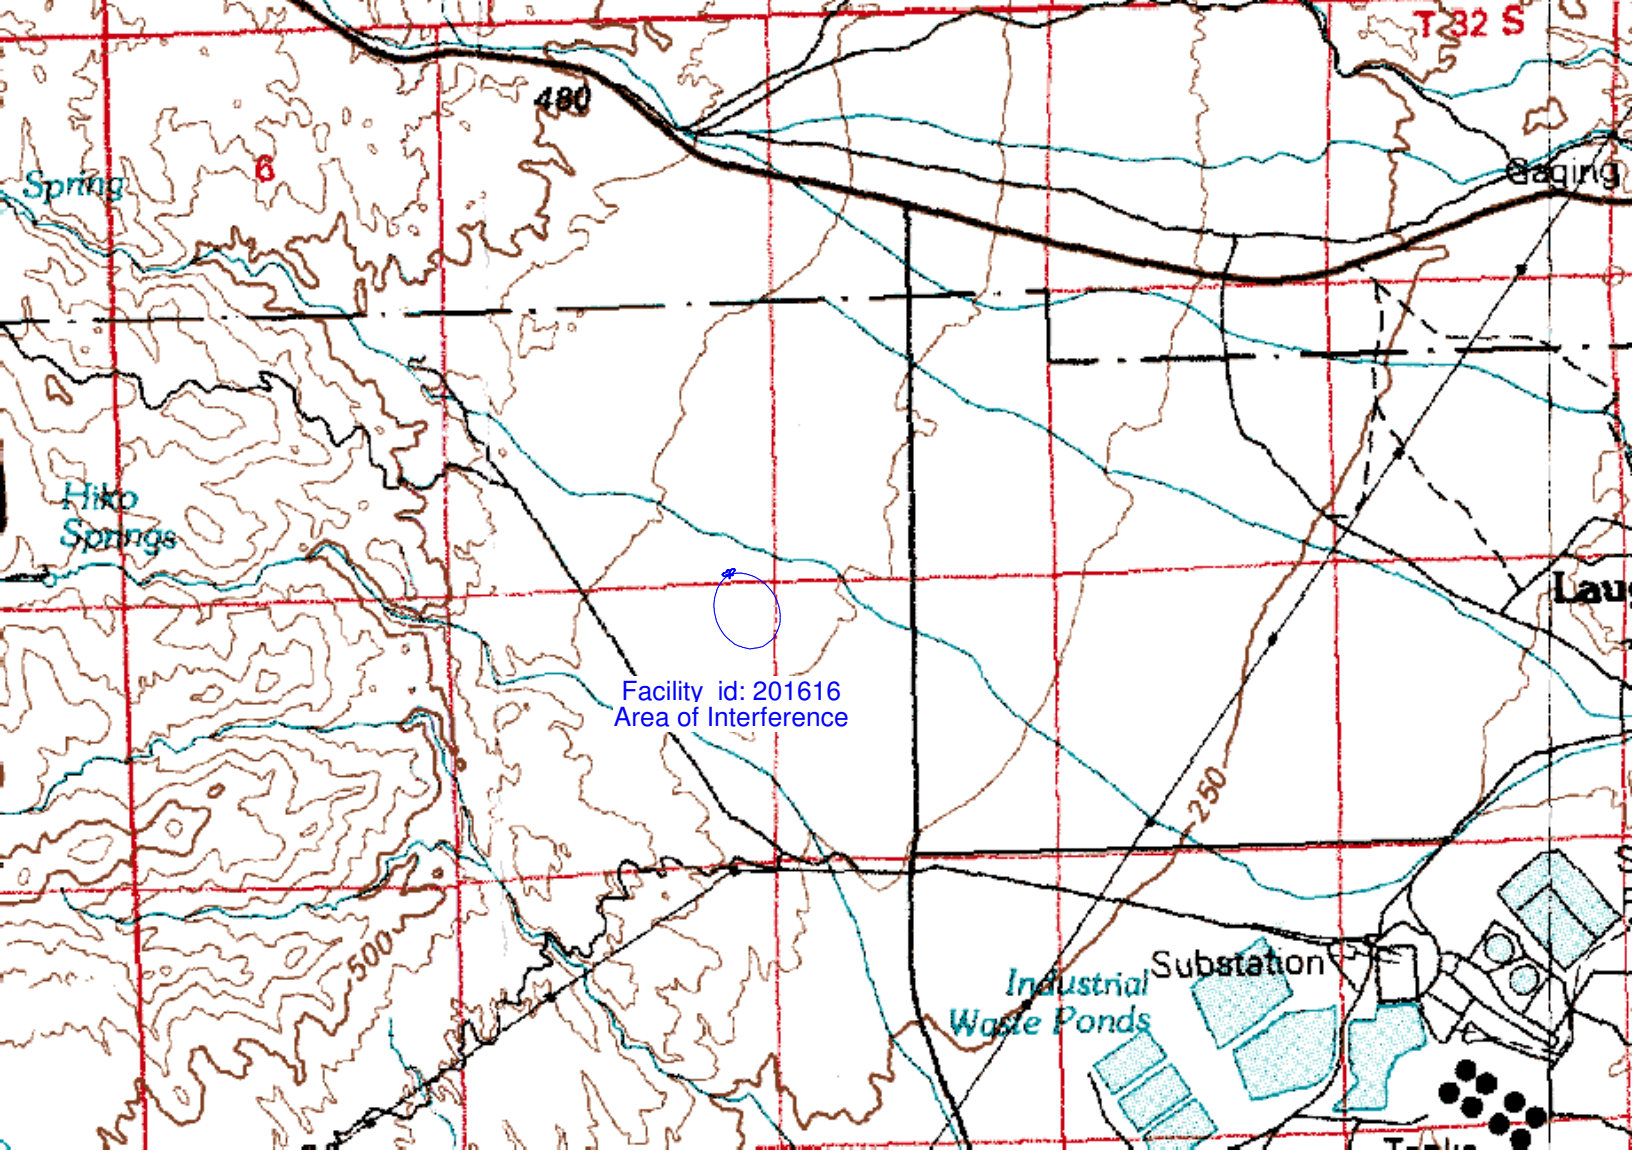 T 32 S
480
6
Spring
Gaging
Hiko
Springs
Facility id: 201616
Area of Interference
250
500
Substation
Industrial
Waste Ponds